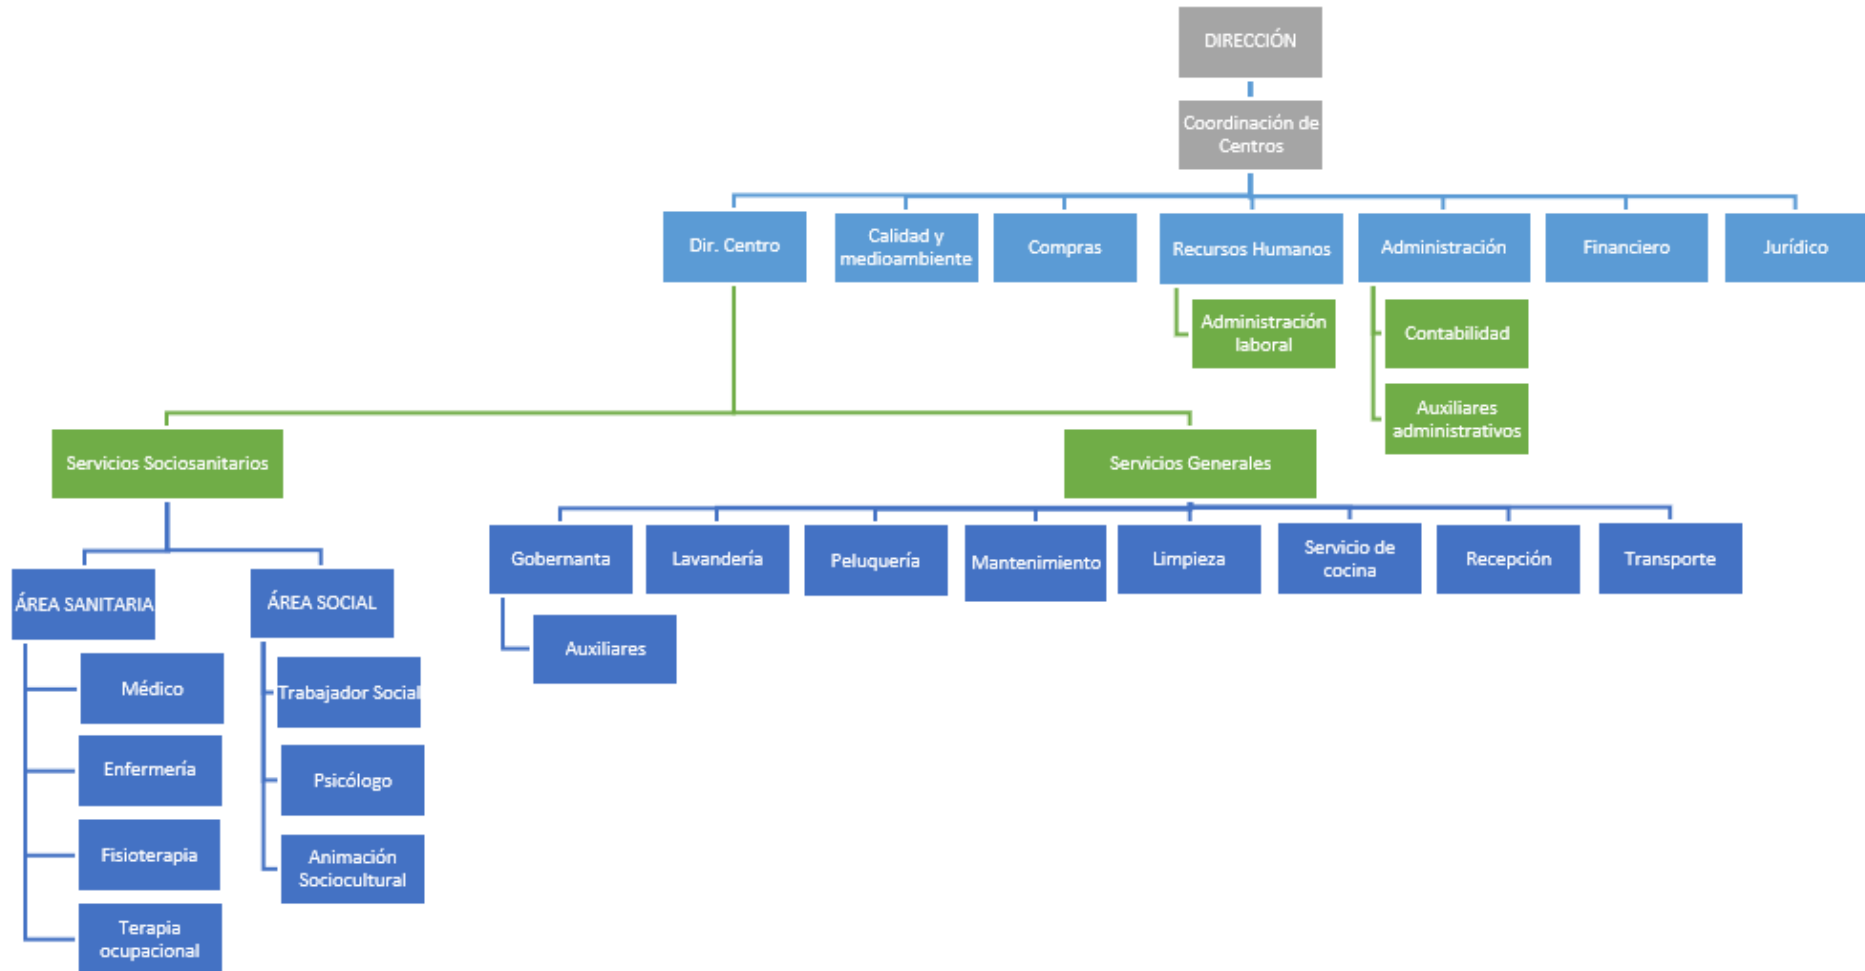 DIRECCIÓN
Coordinación de
Centros
Dir. Centro
Calidad y
medioambiente
Compras
Recursos Humanos
Administración
Financiero
Jurídico
Administración
laboral
Contabilidad
Auxiliares
administrativos
Servicios Sociosanitarios
Servicios Generales
Gobernanta
Lavandería
Peluquería
Mantenimiento
Limpieza
Servicio de
cocina
Recepción
Transporte
Auxiliares
ÁREA SANITARIA
ÁREA SOCIAL
Médico
Enfermería
Fisioterapia
Terapia
ocupacional
Trabajador Social
Psicólogo
Animación
Sociocultural